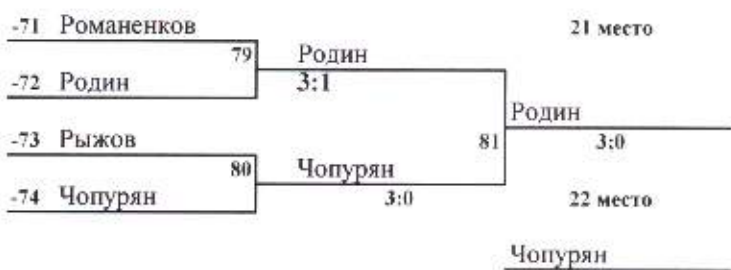 -71 Романенков
21 место
79
Родин
-72 Родин
3:1
Родин
-73 Рыжов
81
3:0
80
Чопурян
-74 Чопурян
3:0
22 место
Чопурян